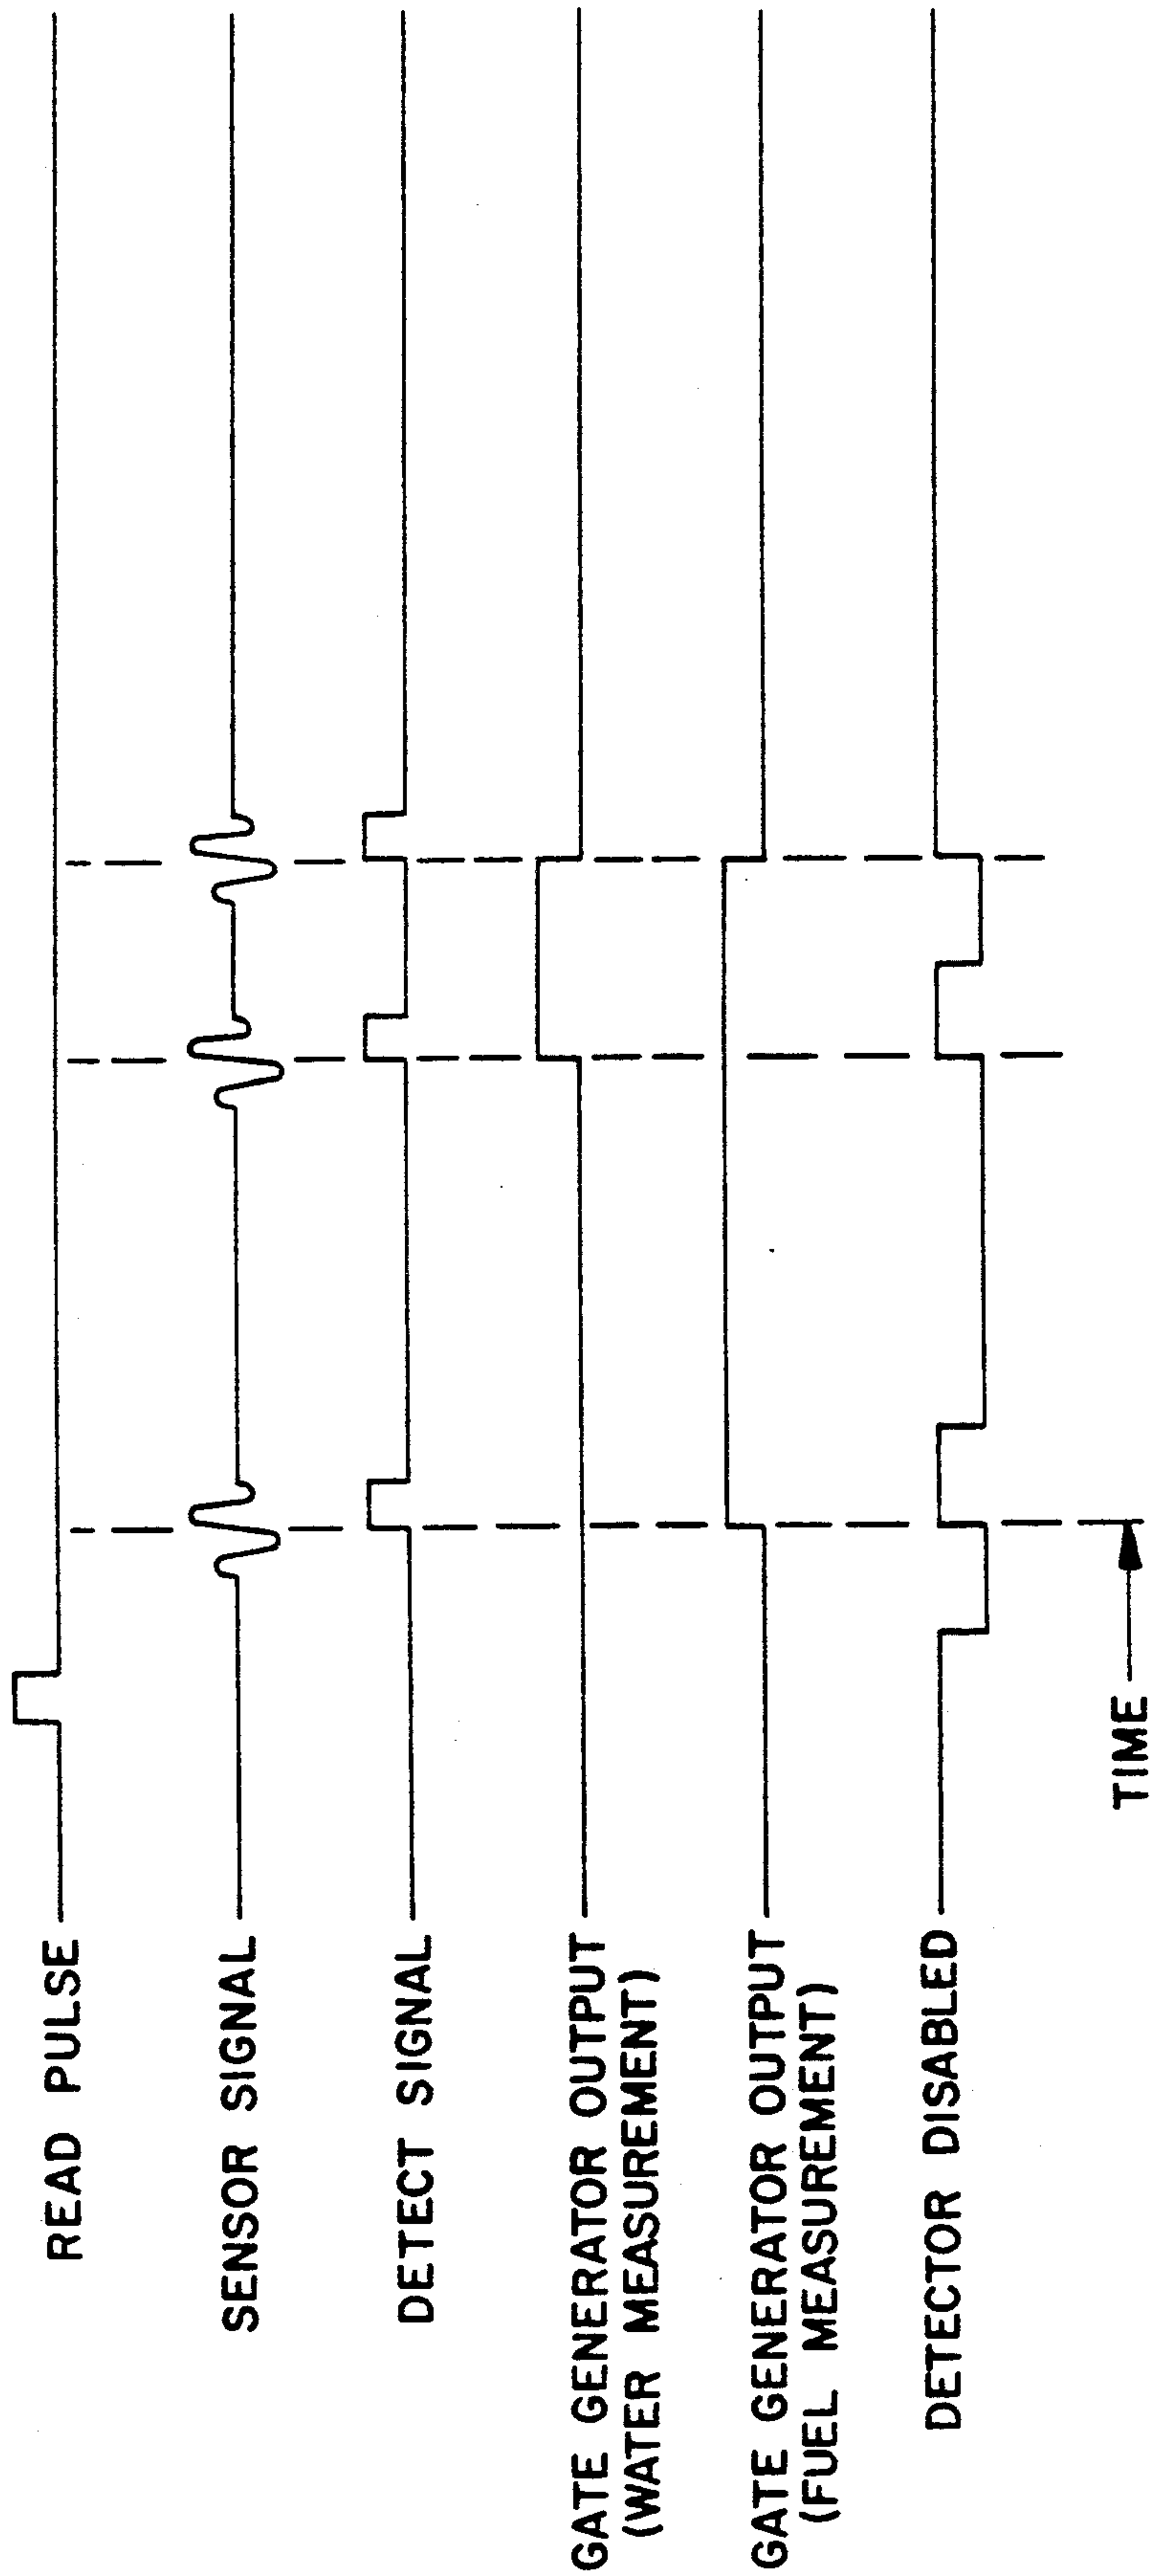 READ PULSE
SENSOR SIGNAL
DETECT SIGNAL
GATE GENERATOR OUTPUT
(WATER MEASUREMENT)
GATE GENERATOR OUTPUT
(FUEL MEASUREMENT)
DETECTOR DISABLED
TIME